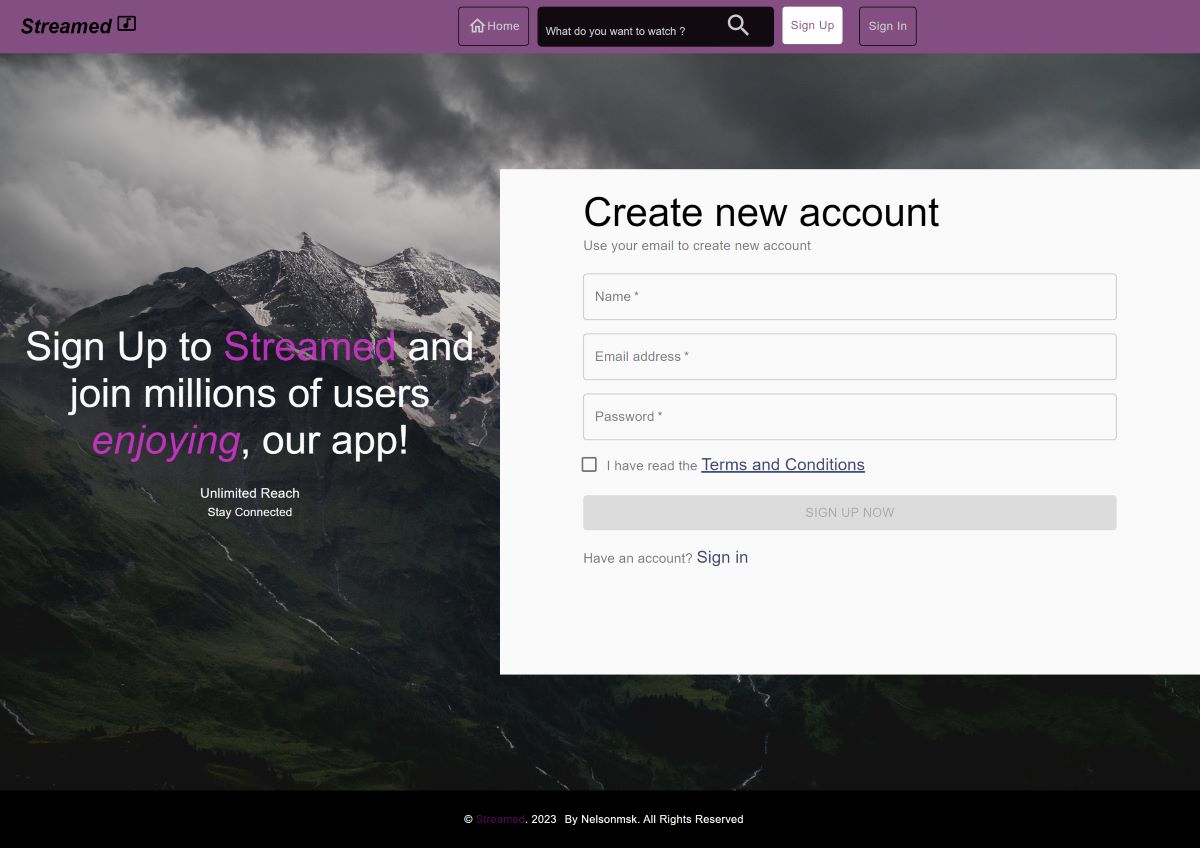 Streamed
Home
What do you want to watch ?
Sign Up
Sign In
Sign Up to Streamed and
join millions of users
enjoying, our app!
Unlimited Reach
Stay Connected
Create new account
Use your email to create new account
Name *
Email address *
Password *
I have read the Terms and Conditions
SIGN UP NOW
Have an account? Sign in
© Streamed. 2023 By Nelsonmsk. All Rights Reserved